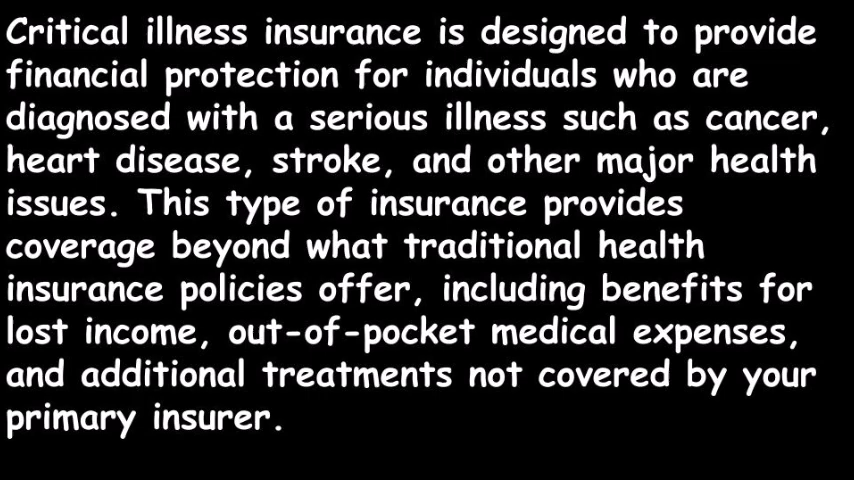 Critical illness insurance is designed to provide
financial protection for individuals who are
diagnosed with a serious illness such as cancer,
heart disease, stroke, and other major health
issues. This type of insurance provides
coverage beyond what traditional health
insurance policies offer, including benefits for
lost income, out-of-pocket medical expenses,
and additional treatments not covered by your
primary insurer.